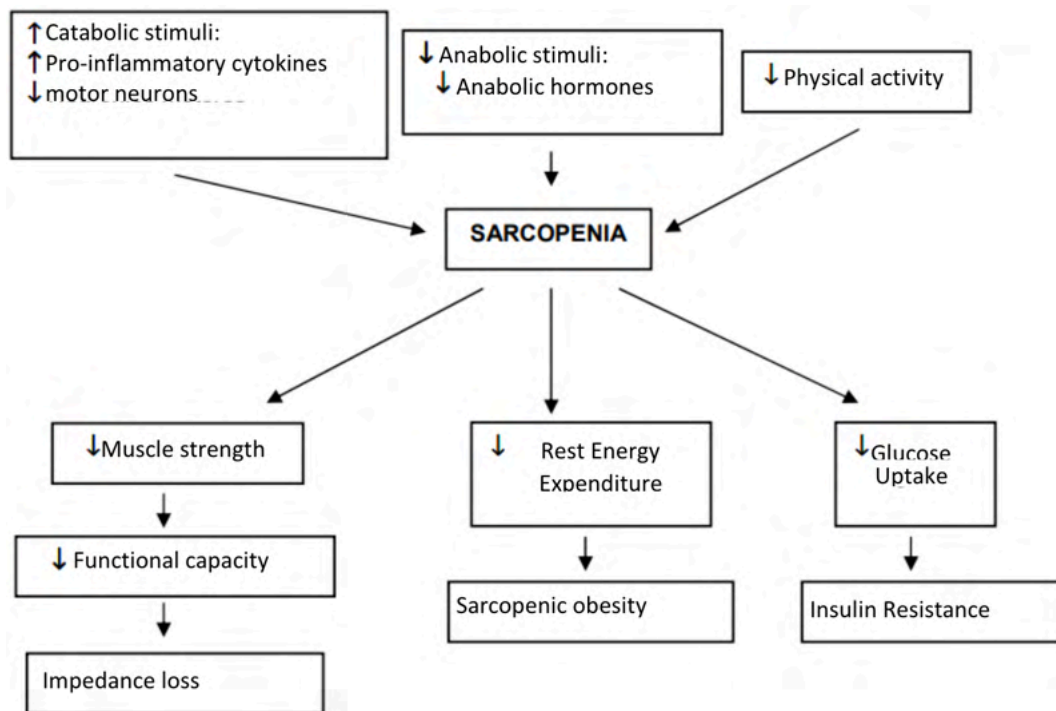 ↑Catabolic stimuli:
↑Pro-inflammatory cytokines
↓motor neurons
↓Anabolic stimuli:
↓Anabolic hormones
↓Physical activity
SARCOPENIA
↓Muscle strength
↓ Rest Energy
Expenditure
↓Glucose
Uptake
↓ Functional capacity
Sarcopenic obesity
Insulin Resistance
Impedance loss